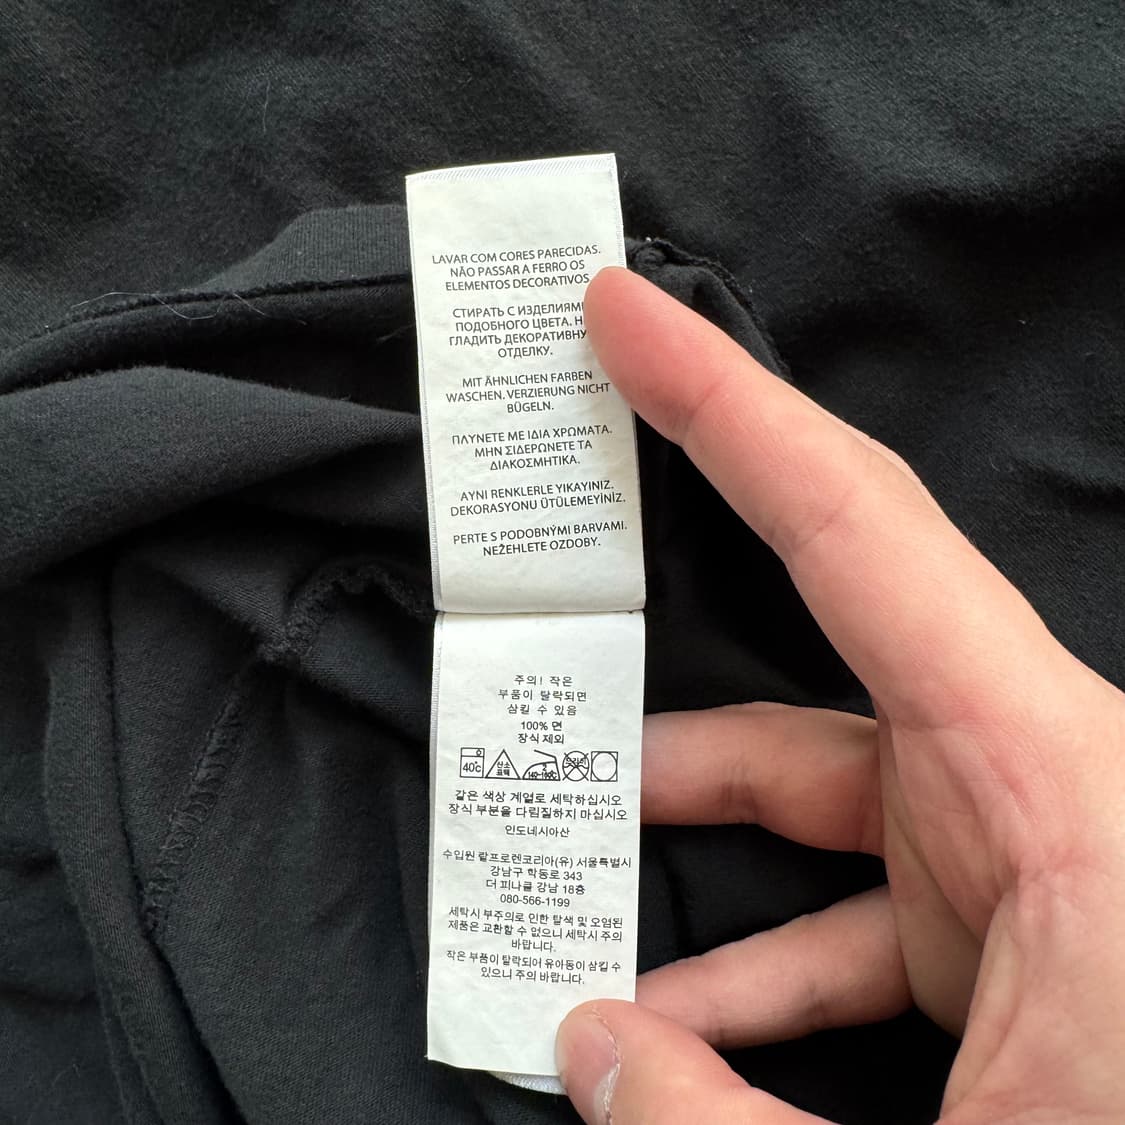 LAVAR COM CORES PARECIDAS.
NÃO PASSAR A FERRO OS
ELEMENTOS DECORATIVOS
СТИРАТЬ С ИЗДЕЛИЯМИ
ПОДОБНОГО ЦВЕТА.
ГЛАДИТЬ
ОТДЕЛКУ.
MIT ÄHNLICHEN FARBEN
WASCHEN. VERZIERUNG NICHT
BÜGELN.
ΠΛΥΝΕΤΕ ΜΕ ΙΔΙΑ ΧΡΩΜΑΤΑ.
ΜΗΝ ΣΙΔΕΡΩΝΕΤΕ ΤΑ
ΔΙΑΚΟΣΜΗΤΙΚΑ.
AYNI RENKLERLE YIKAYINIZ.
DEKORASYONU ÜTÜLEMEYİNİZ.
PERTE S PODOBNÝMI BARVAMI.
NEŽEHLETE OZDOBY.
주의! 작은
부품이 탈락되면
삼킬 수 있음
100% 면
장식 제외
40℃ 산소 표백 2 140~160℃
같은 색상 계열로 세탁하십시오
장식 부분을 다림질하지 마십시오
인도네시아산
수입원 랄프로렌코리아(유) 서울특별시
강남구 학동로 343
더 피나클 강남 18층
080-566-1199
세탁시 부주의로 인한 탈색 및 오염된
제품은 교환할 수 없으니 세탁시 주의
바랍니다.
작은 부품이 탈락되어 유아동이 삼킬 수
있으니 주의 바랍니다.